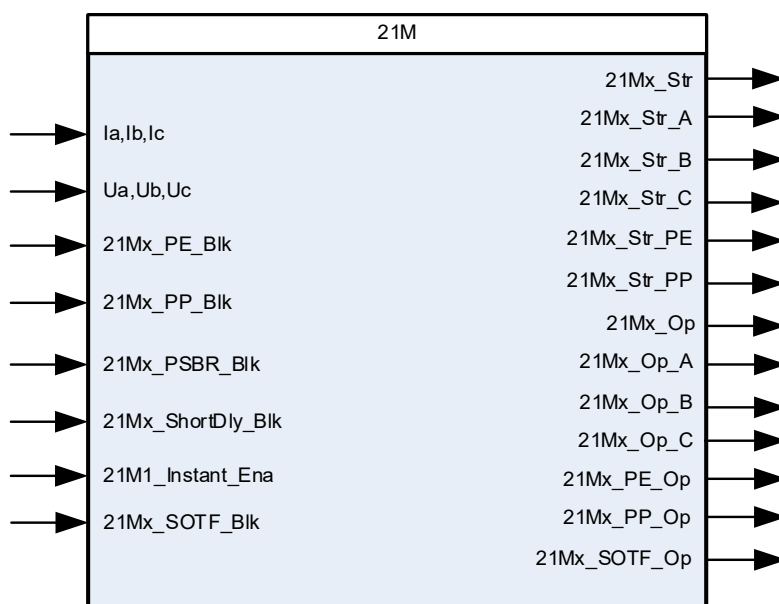 21M
Ia,Ib,Ic
Ua,Ub,Uc
21Mx_PE_Blk
21Mx_PP_Blk
21Mx_PSBR_Blk
21Mx_ShortDly_Blk
21M1_Instant_Ena
21Mx_SOTF_Blk
21Mx_Str
21Mx_Str_A
21Mx_Str_B
21Mx_Str_C
21Mx_Str_PE
21Mx_Str_PP
21Mx_Op
21Mx_Op_A
21Mx_Op_B
21Mx_Op_C
21Mx_PE_Op
21Mx_PP_Op
21Mx_SOTF_Op